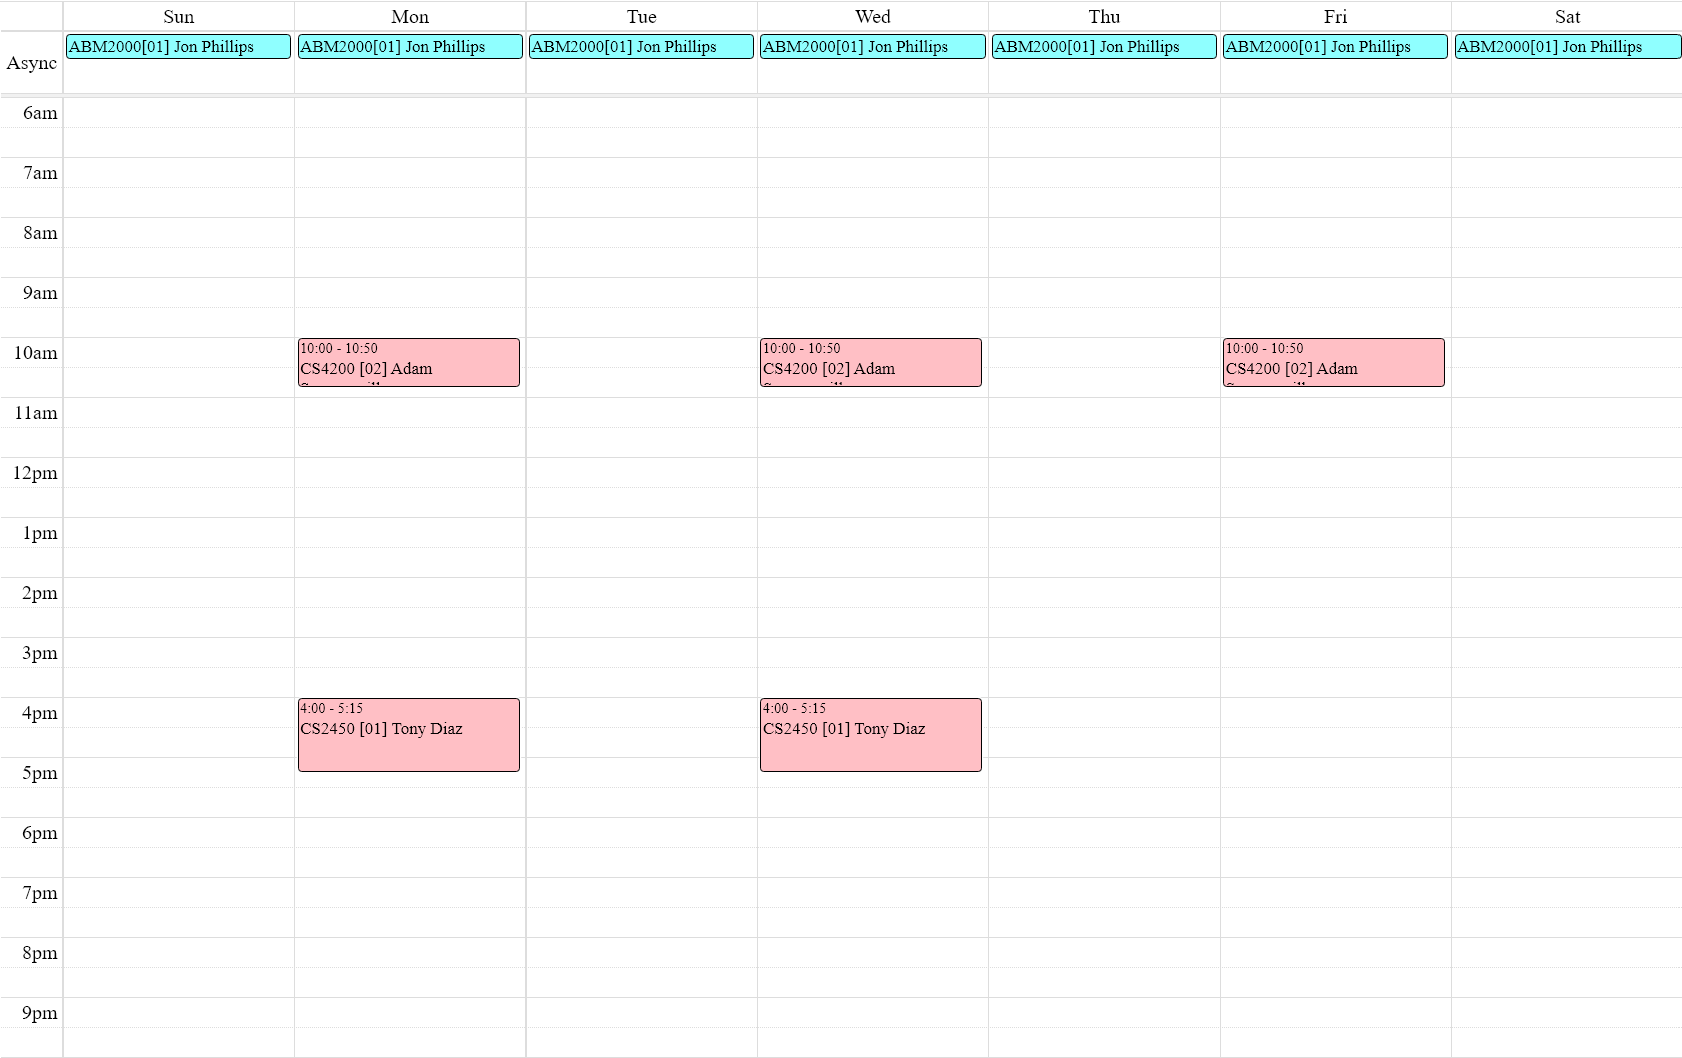 Sun Mon Tue Wed Thu Fri Sat
Async
ABM2000[01] Jon Phillips ABM2000[01] Jon Phillips ABM2000[01] Jon Phillips ABM2000[01] Jon Phillips ABM2000[01] Jon Phillips ABM2000[01] Jon Phillips ABM2000[01] Jon Phillips
6am
7am
8am
9am
10am
10:00 - 10:50 10:00 - 10:50 10:00 - 10:50
CS4200 [02] Adam CS4200 [02] Adam CS4200 [02] Adam
11am
12pm
1pm
2pm
3pm
4pm
4:00 - 5:15 4:00 - 5:15
CS2450 [01] Tony Diaz CS2450 [01] Tony Diaz
5pm
6pm
7pm
8pm
9pm